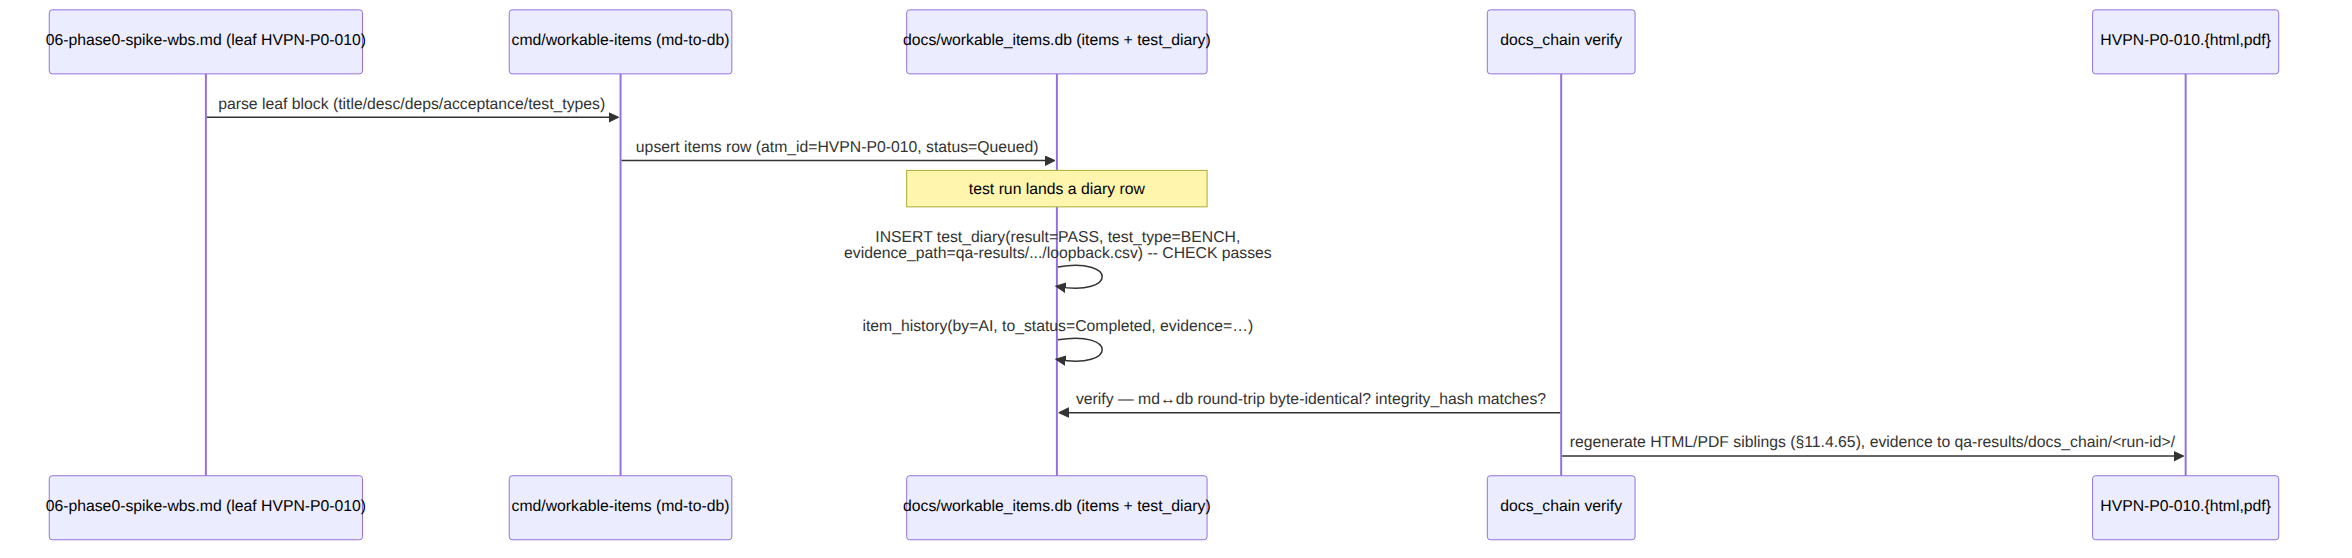 06-phase0-spike-wbs.md (leaf HVPN-P0-010)
cmd/workable-items (md-to-db)
docs/workable_items.db (items + test_diary)
docs_chain verify
HVPN-P0-010.{html,pdf}
parse leaf block (title/desc/deps/acceptance/test_types)
upsert items row (atm_id=HVPN-P0-010, status=Queued)
test run lands a diary row
INSERT test_diary(result=PASS, test_type=BENCH,
evidence_path=qa-results/.../loopback.csv) -- CHECK passes
item_history(by=AI, to_status=Completed, evidence=…)
verify — md↔db round-trip byte-identical? integrity_hash matches?
regenerate HTML/PDF siblings (§11.4.65), evidence to qa-results/docs_chain/<run-id>/
06-phase0-spike-wbs.md (leaf HVPN-P0-010)
cmd/workable-items (md-to-db)
docs/workable_items.db (items + test_diary)
docs_chain verify
HVPN-P0-010.{html,pdf}